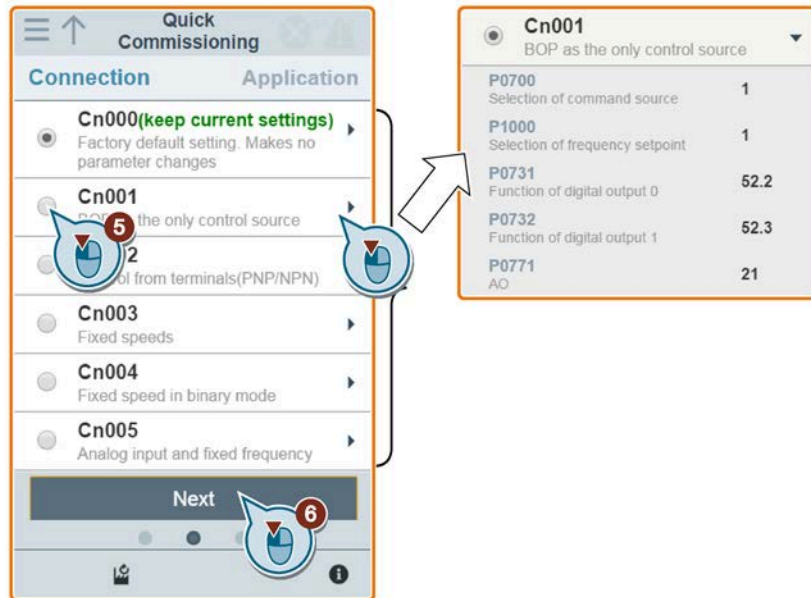 Quick
Commissioning
Connection
Application
Cn000(keep current settings)
Factory default setting. Makes no
parameter changes
Cn001
the only control source
2
ol from terminals(PNP/NPN)
Cn003
Fixed speeds
Cn004
Fixed speed in binary mode
Cn005
Analog input and fixed frequency
Next
5
6
Cn001
BOP as the only control source
P0700 1
Selection of command source
P1000 1
Selection of frequency setpoint
P0731 52.2
Function of digital output 0
P0732 52.3
Function of digital output 1
P0771 21
AO